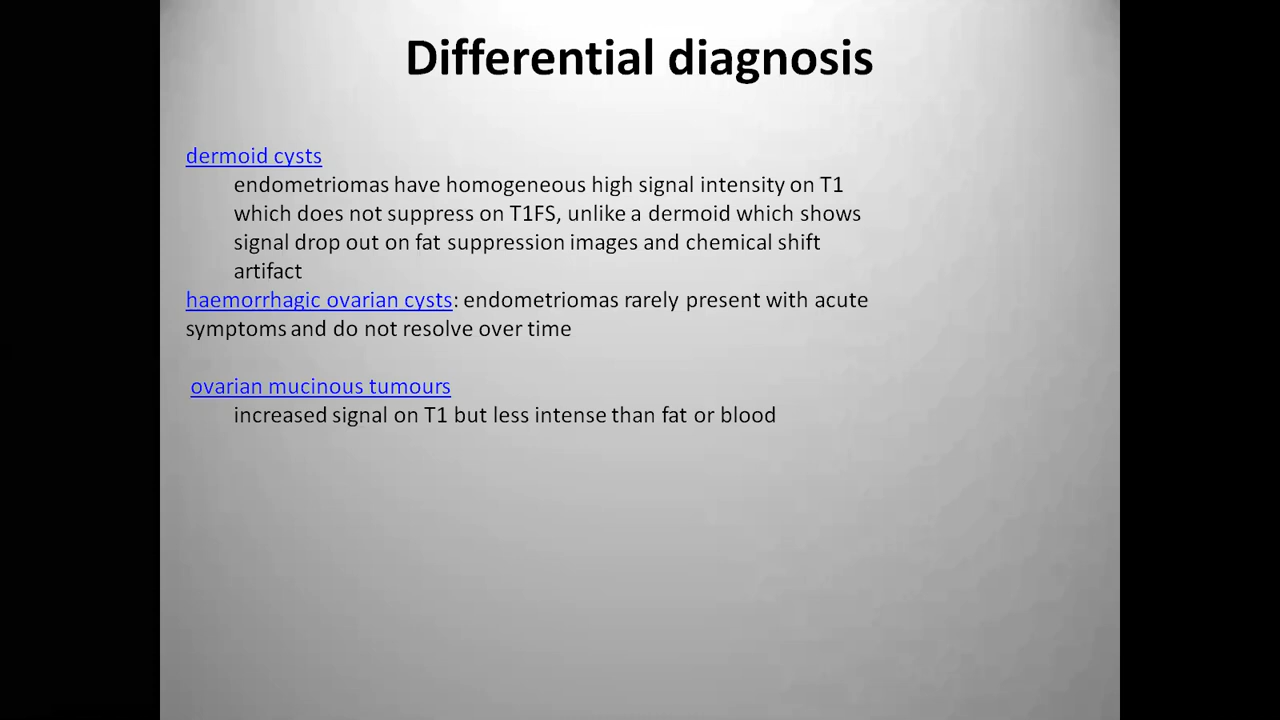 Differential diagnosis
dermoid cysts
endometriomas have homogeneous high signal intensity on T1
which does not suppress on T1FS, unlike a dermoid which shows
signal drop out on fat suppression images and chemical shift
artifact
haemorrhagic ovarian cysts: endometriomas rarely present with acute
symptoms and do not resolve over time
ovarian mucinous tumours
increased signal on T1 but less intense than fat or blood